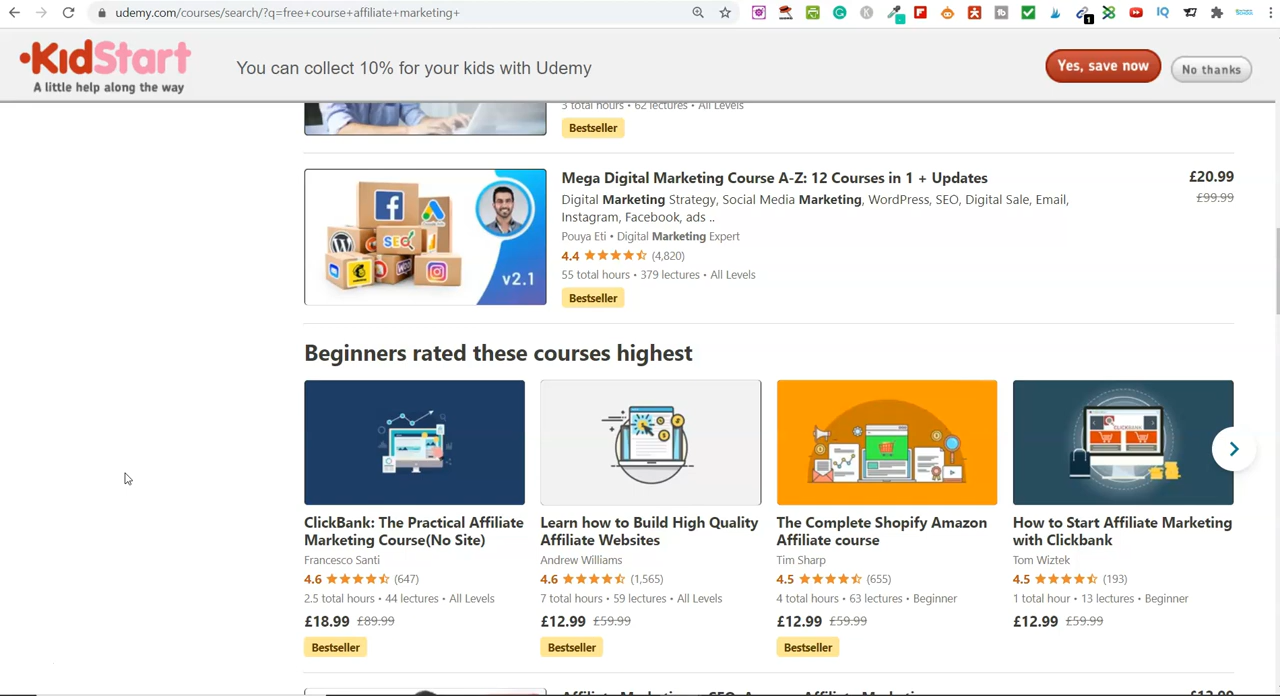 udemy.com/courses/search/?q=free+course+affiliate+marketing+
KidStart
A little help along the way
You can collect 10% for your kids with Udemy
Yes, save now
No thanks
3 total hours • 62 lectures • All Levels
Bestseller
Mega Digital Marketing Course A-Z: 12 Courses in 1 + Updates
£20.99
Digital Marketing Strategy, Social Media Marketing, WordPress, SEO, Digital Sale, Email,
£99.99
Instagram, Facebook, ads ..
Pouya Eti • Digital Marketing Expert
4.4 (4,820)
55 total hours • 379 lectures • All Levels
Bestseller
SEO
v2.1
Beginners rated these courses highest
CLICKBANK
ClickBank: The Practical Affiliate
Marketing Course(No Site)
Francesco Santi
4.6 (647)
2.5 total hours • 44 lectures • All Levels
£18.99 £89.99
Bestseller
Learn how to Build High Quality
Affiliate Websites
Andrew Williams
4.6 (1,565)
7 total hours • 59 lectures • All Levels
£12.99 £59.99
Bestseller
The Complete Shopify Amazon
Affiliate course
Tim Sharp
4.5 (655)
4 total hours • 63 lectures • Beginner
£12.99 £59.99
Bestseller
How to Start Affiliate Marketing
with Clickbank
Tom Wiztek
4.5 (193)
1 total hour • 13 lectures • Beginner
£12.99 £59.99